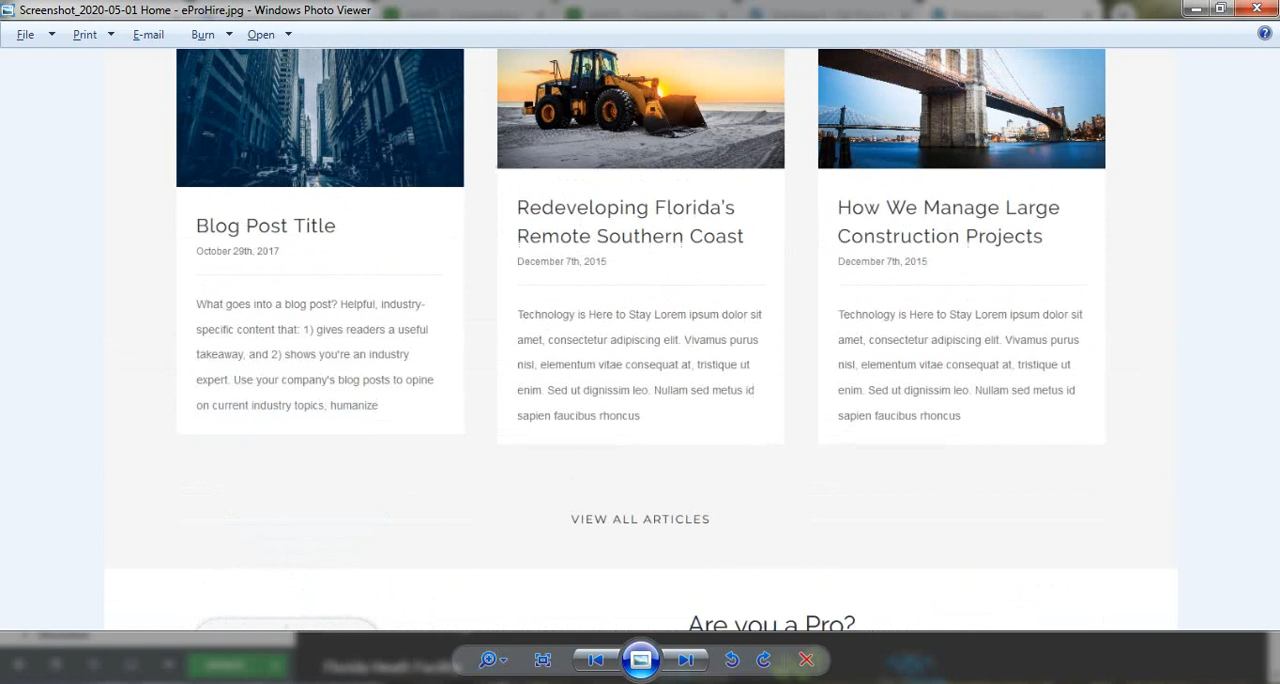 Screenshot_2020-05-01 Home - eProHire.jpg - Windows Photo Viewer
File Print E-mail Burn Open
Blog Post Title
October 29th, 2017
What goes into a blog post? Helpful, industry-
specific content that: 1) gives readers a useful
takeaway, and 2) shows you're an industry
expert. Use your company's blog posts to opine
on current industry topics, humanize
Redeveloping Florida's
Remote Southern Coast
December 7th, 2015
Technology is Here to Stay Lorem ipsum dolor sit
amet, consectetur adipiscing elit. Vivamus purus
nisl, elementum vitae consequat at, tristique ut
enim. Sed ut dignissim leo. Nullam sed metus id
sapien faucibus rhoncus
How We Manage Large
Construction Projects
December 7th, 2015
Technology is Here to Stay Lorem ipsum dolor sit
amet, consectetur adipiscing elit. Vivamus purus
nisl, elementum vitae consequat at, tristique ut
enim. Sed ut dignissim leo. Nullam sed metus id
sapien faucibus rhoncus
VIEW ALL ARTICLES
Are you a Pro?